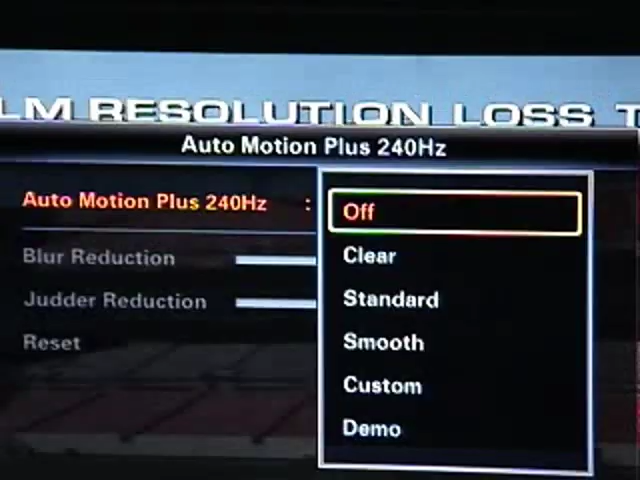 LM RESOLUTION LOSS T
Auto Motion Plus 240Hz
Auto Motion Plus 240Hz :
Off
Clear
Blur Reduction
Standard
Judder Reduction
Smooth
Reset
Custom
Demo